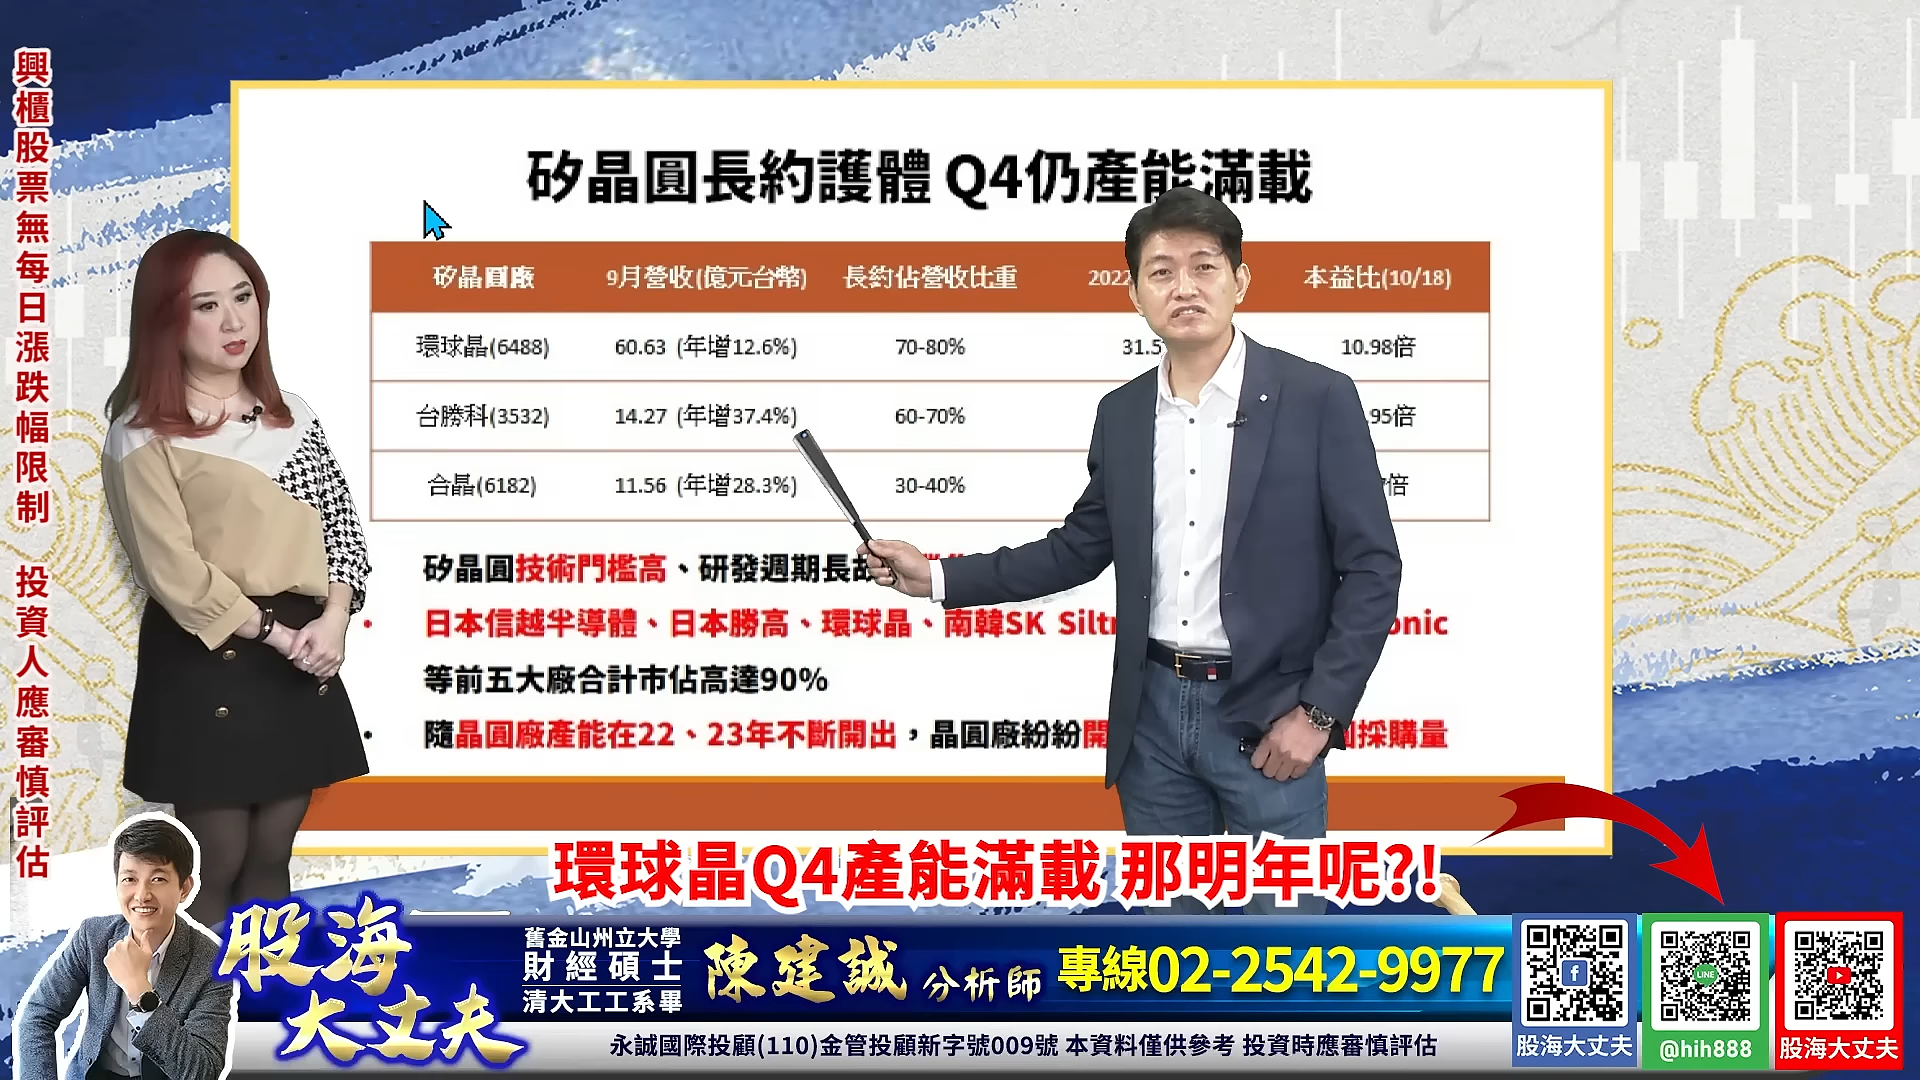 興櫃股票無每日漲跌幅限制 投資人應審慎評估
矽晶圓長約護體 Q4仍產能滿載
矽晶圓廠 9月營收(億元台幣) 長約佔營收比重 2022 本益比(10/18)
環球晶(6488) 60.63 (年增12.6%) 70-80% 31.5 10.98倍
台勝科(3532) 14.27 (年增37.4%) 60-70% .95倍
合晶(6182) 11.56 (年增28.3%) 30-40% 倍
矽晶圓技術門檻高、研發週期長故
• 日本信越半導體、日本勝高、環球晶、南韓SK Siltr onic
等前五大廠合計市佔高達90%
• 隨晶圓廠產能在22、23年不斷開出，晶圓廠紛紛開 圓採購量
環球晶Q4產能滿載 那明年呢?!
股海
大丈夫
舊金山州立大學
財經碩士
清大工工系畢
陳建誠 分析師
專線02-2542-9977
永誠國際投顧(110)金管投顧新字號009號 本資料僅供參考 投資時應審慎評估
股海大丈夫
LINE
@hih888
股海大丈夫